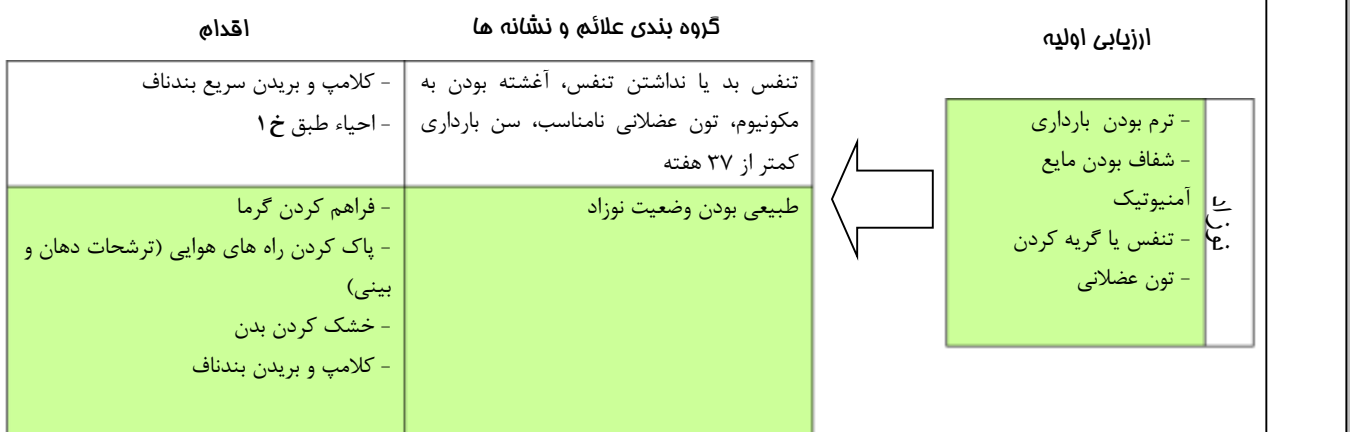 ارزیابی اولیه
گروه بندی علائم و نشانه ها
اقدام
نوزاد
- ترم بودن بارداری
- شفاف بودن مایع
آمنیوتیک
- تنفس یا گریه کردن
- تون عضلانی
تنفس بد یا نداشتن تنفس، آغشته بودن به
مکونیوم، تون عضلانی نامناسب، سن بارداری
کمتر از ۳۷ هفته
- کلامپ و بریدن سریع بندناف
- احیاء طبق خ ۱
طبیعی بودن وضعیت نوزاد
- فراهم کردن گرما
- پاک کردن راه های هوایی (ترشحات دهان و
بینی)
- خشک کردن بدن
- کلامپ و بریدن بندناف